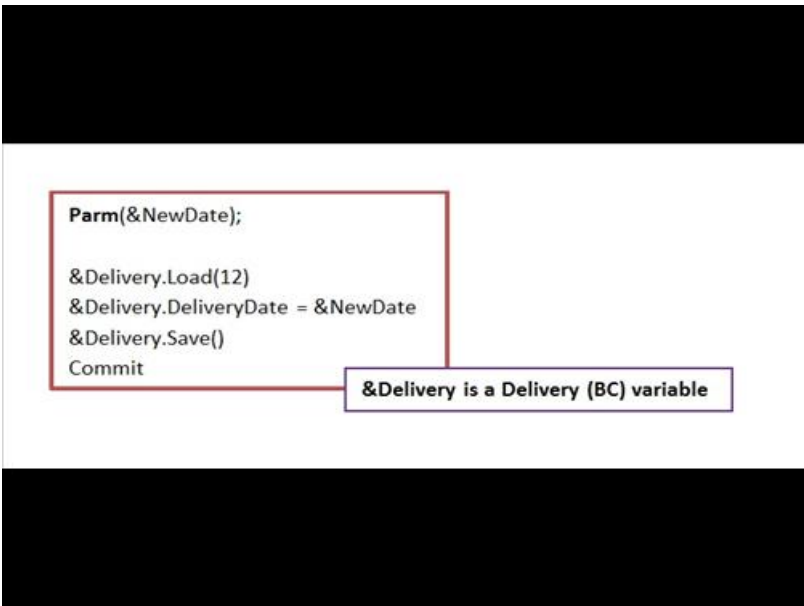 Parm(&NewDate);
&Delivery.Load(12)
&Delivery.DeliveryDate = &NewDate
&Delivery.Save()
Commit
&Delivery is a Delivery (BC) variable